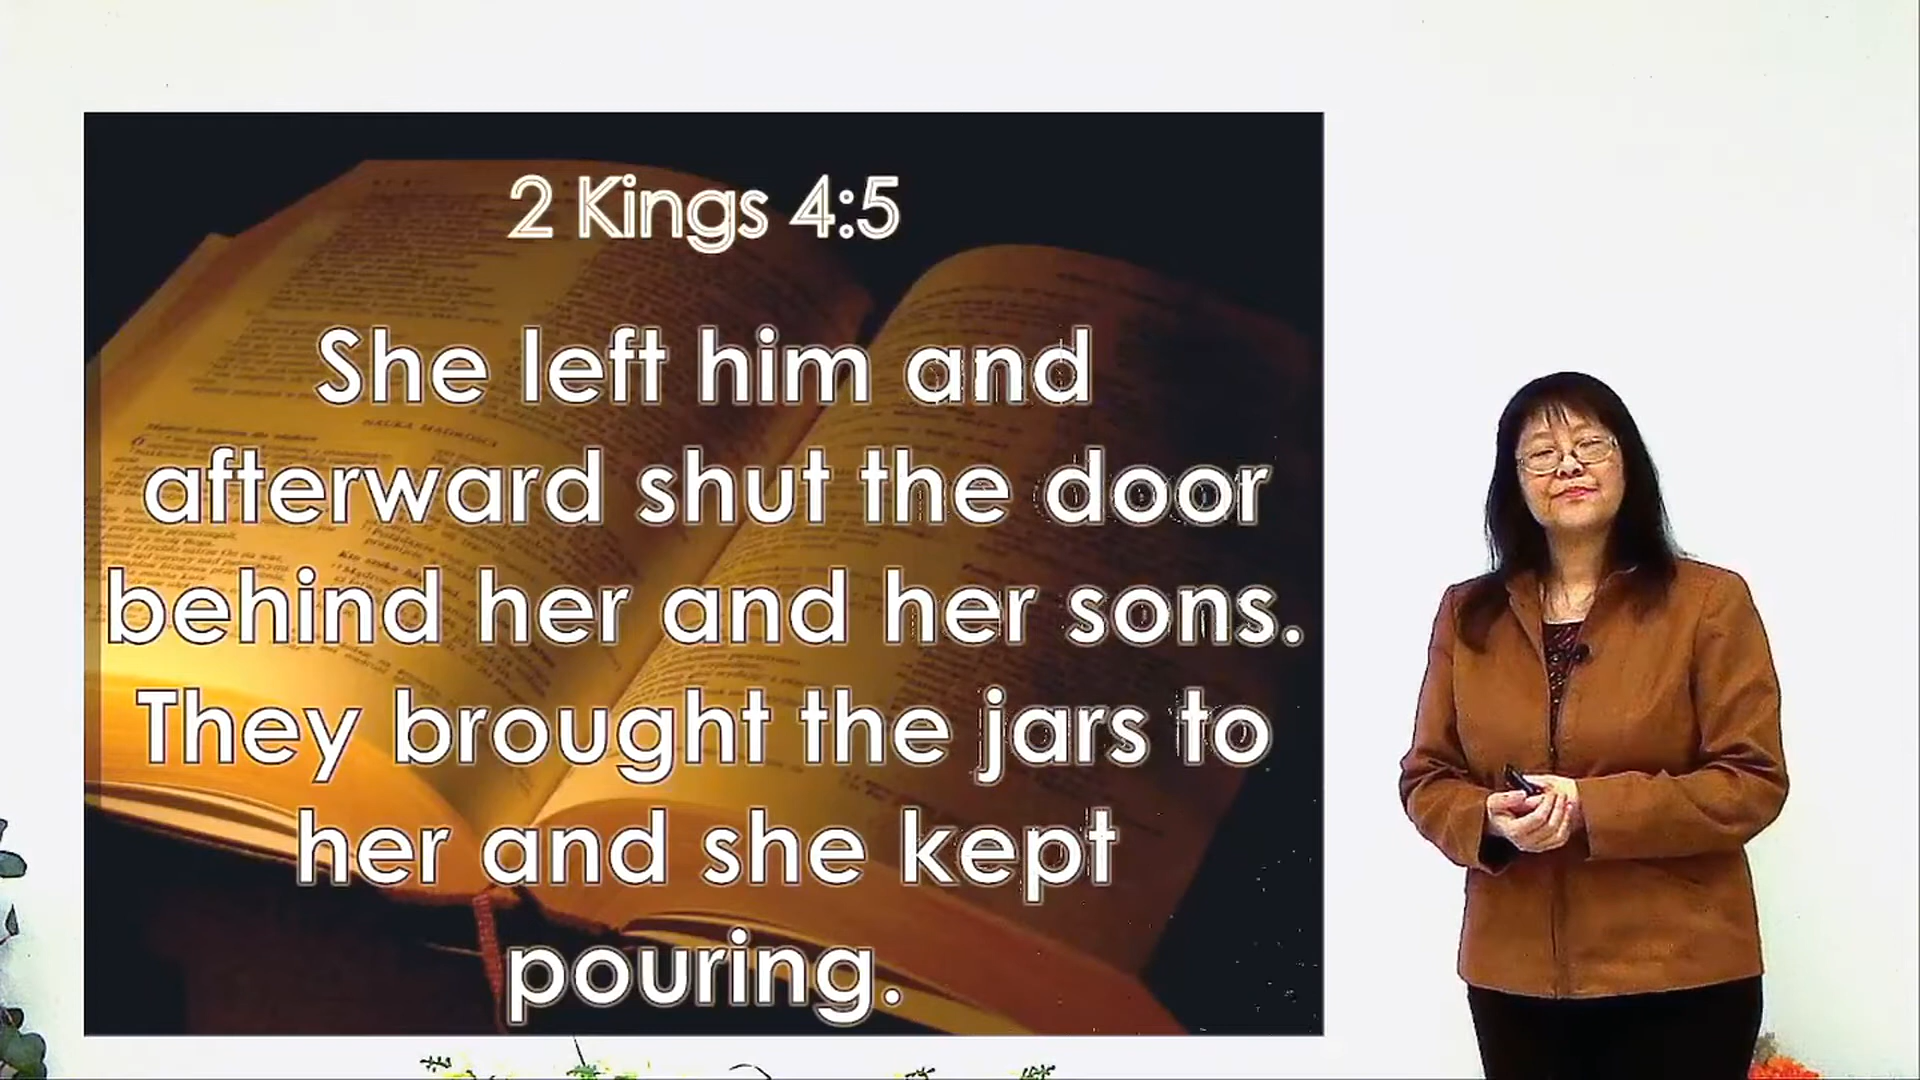 2 Kings 4:5
She left him and
afterward shut the door
behind her and her sons.
They brought the jars to
her and she kept
pouring.